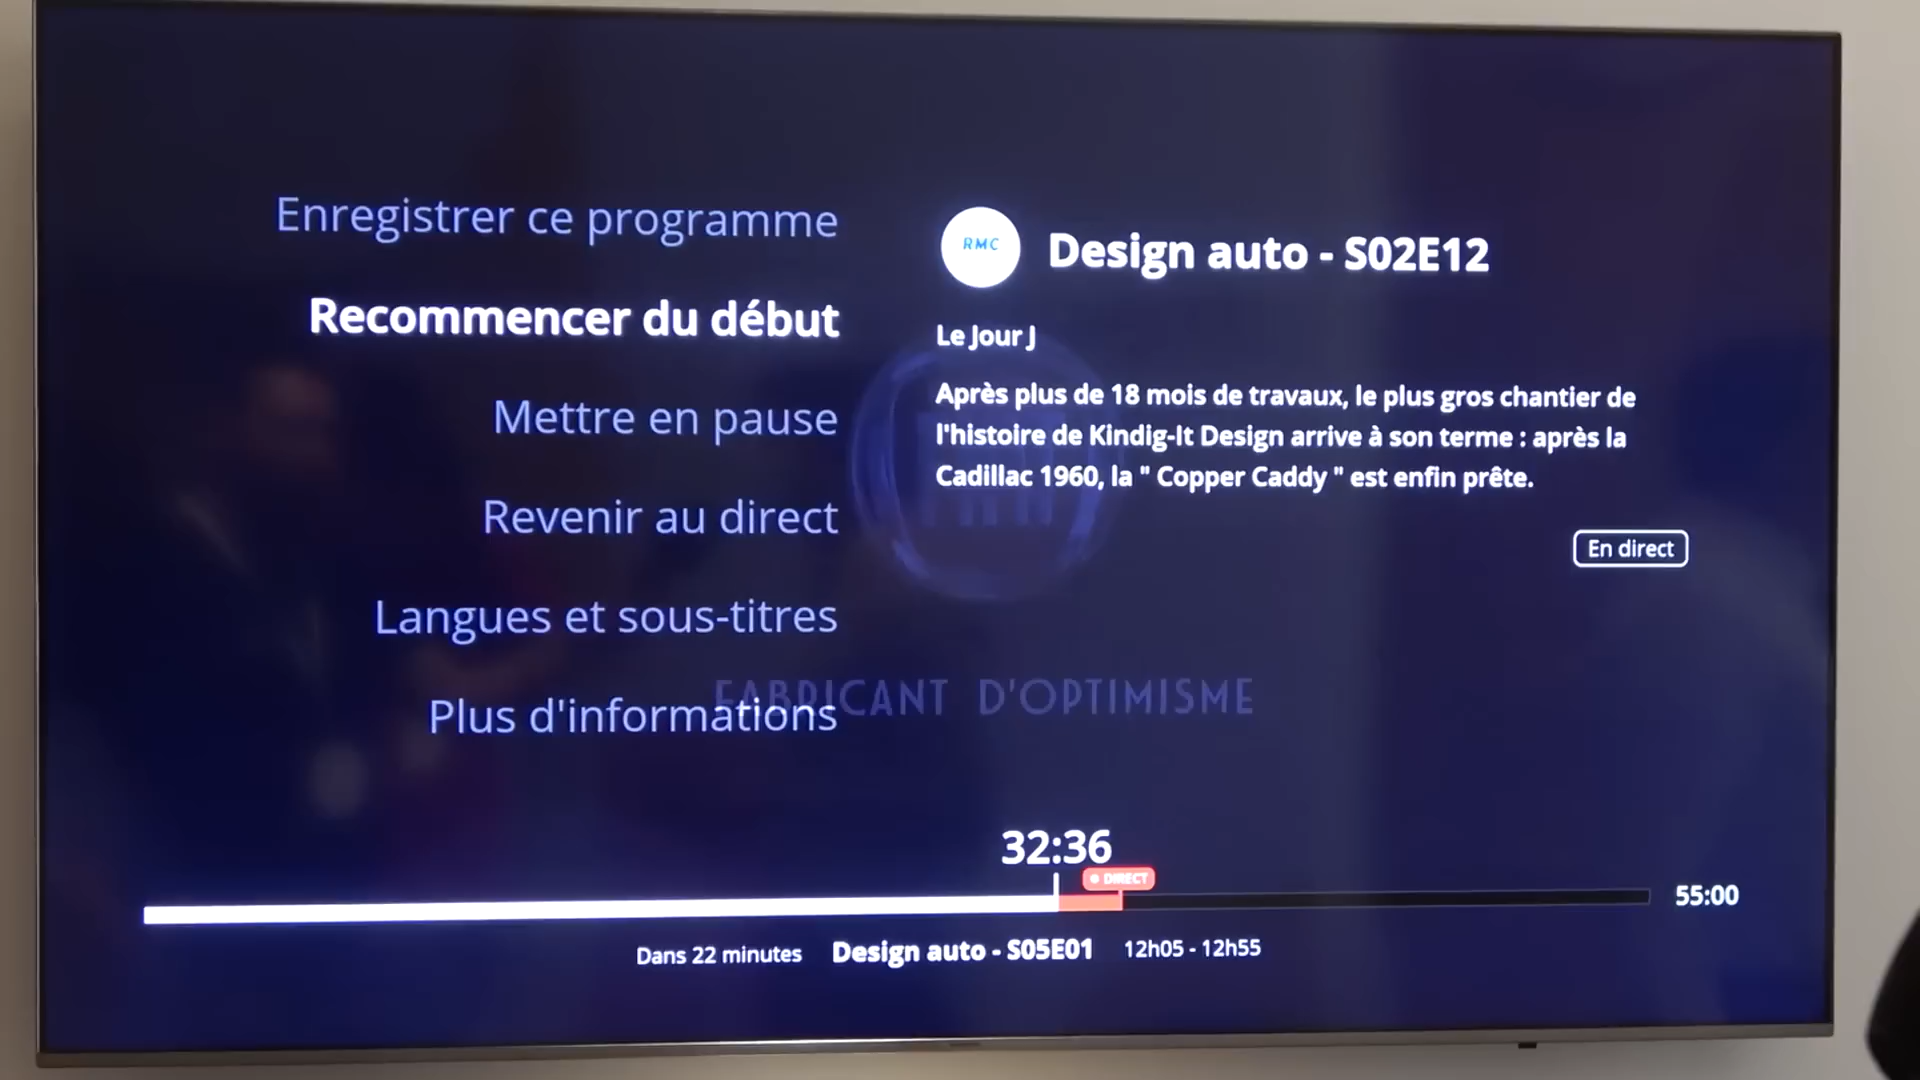 Enregistrer ce programme
Recommencer du début
Mettre en pause
Revenir au direct
Langues et sous-titres
Plus d'informations
RMC
Design auto - S02E12
Le Jour J
Après plus de 18 mois de travaux, le plus gros chantier de
l'histoire de Kindig-It Design arrive à son terme : après la
Cadillac 1960, la " Copper Caddy " est enfin prête.
En direct
FABRICANT D'OPTIMISME
32:36
DIRECT
55:00
Dans 22 minutes Design auto - S05E01 12h05 - 12h55